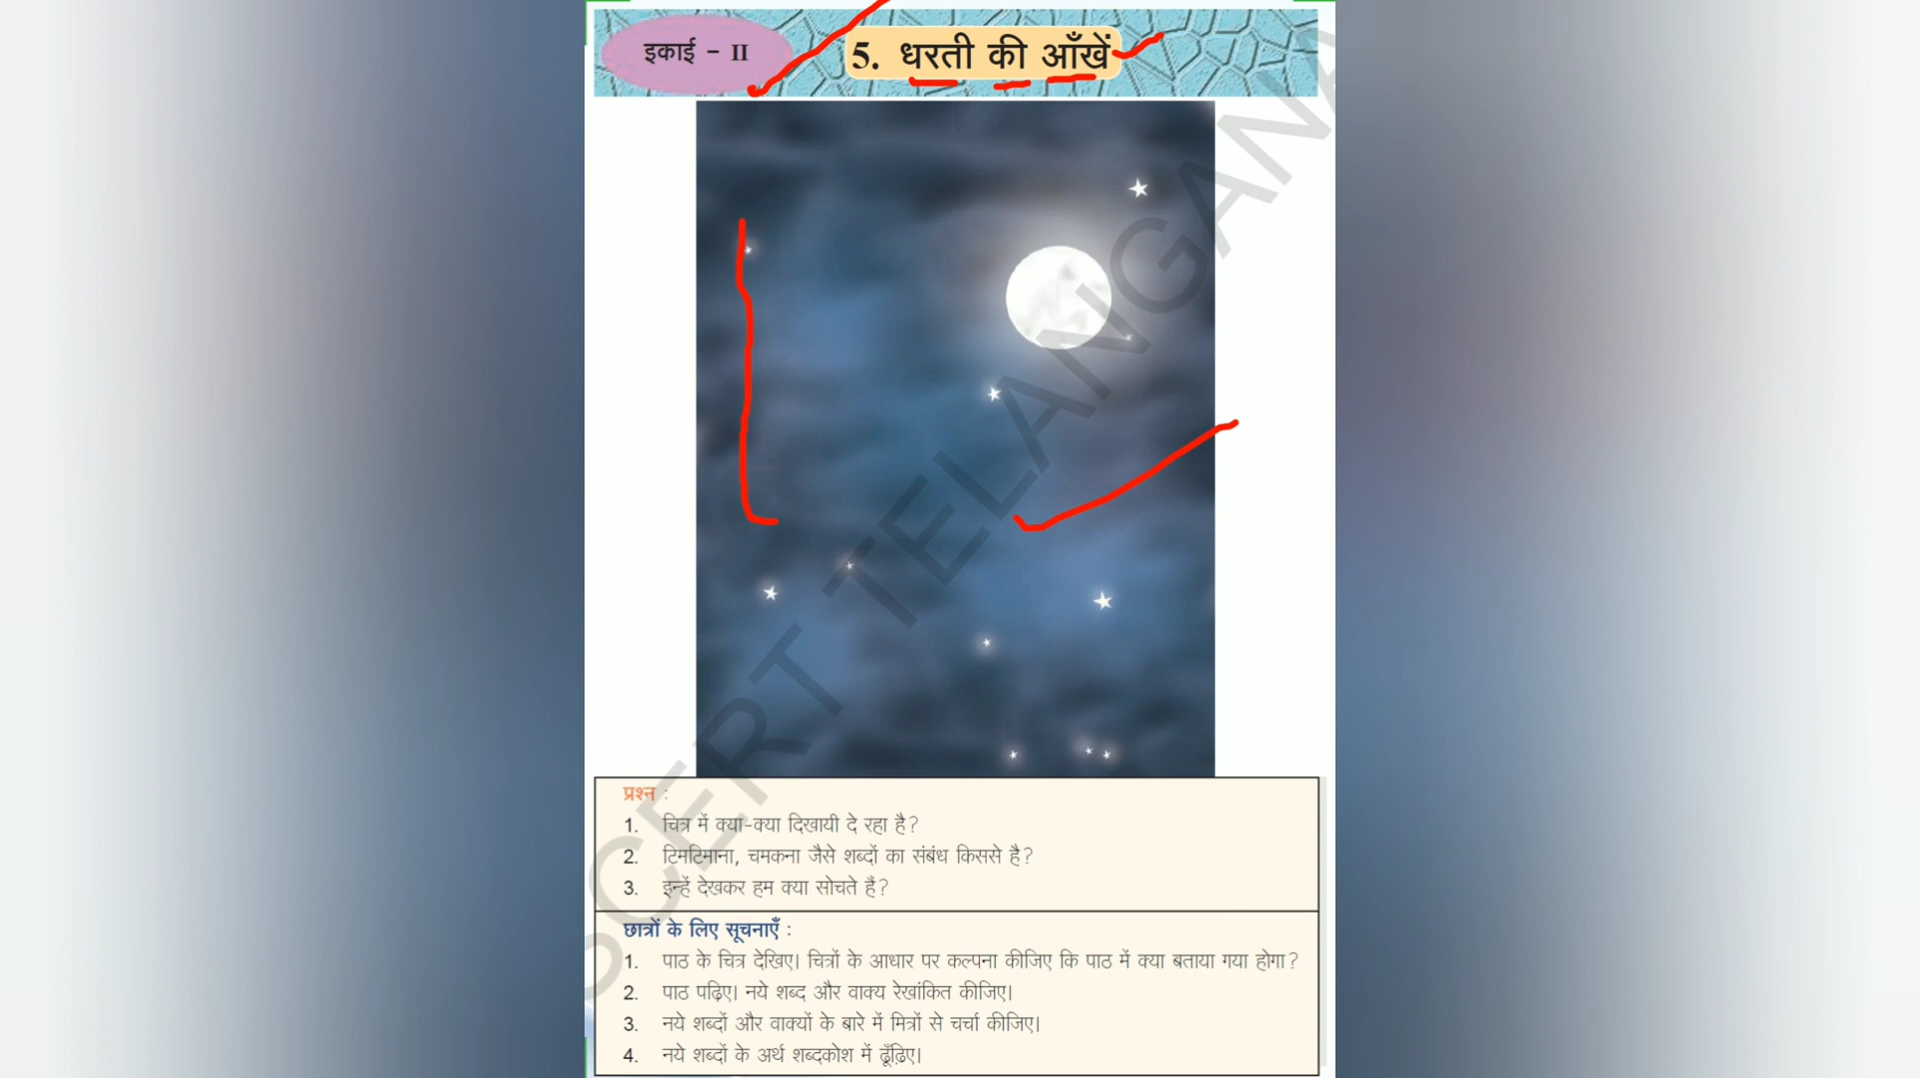 इकाई - II
5. धरती की आँखें
SCERT TELANGANA
प्रश्न :
1. चित्र में क्या-क्या दिखायी दे रहा है?
2. टिमटिमाना, चमकना जैसे शब्दों का संबंध किससे है?
3. इन्हें देखकर हम क्या सोचते हैं?
छात्रों के लिए सूचनाएँ :
1. पाठ के चित्र देखिए। चित्रों के आधार पर कल्पना कीजिए कि पाठ में क्या बताया गया होगा?
2. पाठ पढ़िए। नये शब्द और वाक्य रेखांकित कीजिए।
3. नये शब्दों और वाक्यों के बारे में मित्रों से चर्चा कीजिए।
4. नये शब्दों के अर्थ शब्दकोश में ढूँढ़िए।